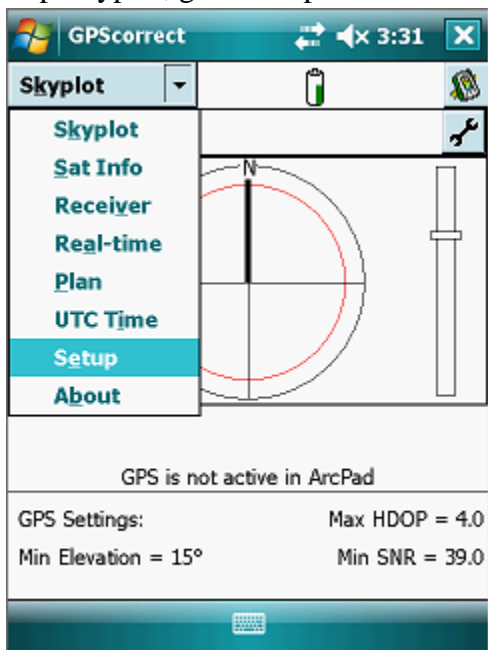 GPScorrect 3:31
Skyplot
Skyplot
Sat Info
Receiver
Real-time
Plan
UTC Time
Setup
About
N
GPS is not active in ArcPad
GPS Settings: Max HDOP = 4.0
Min Elevation = 15° Min SNR = 39.0